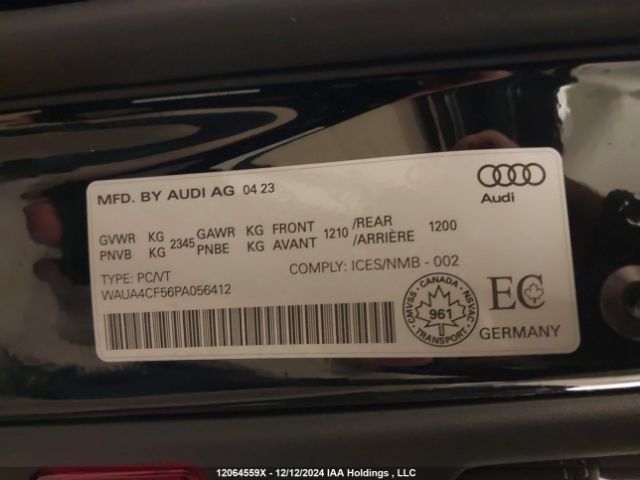 MFD. BY AUDI AG 04 23
Audi
GVWR KG 2345 GAWR KG FRONT 1210 /REAR 1200
PNVB KG PNBE KG AVANT /ARRIÈRE
TYPE: PC/VT
COMPLY: ICES/NMB - 002
WAUA4CF56PA056412
CMVSS · CANADA · NSVAC
961
TRANSPORT
EC
GERMANY
12064559X - 12/12/2024 IAA Holdings , LLC